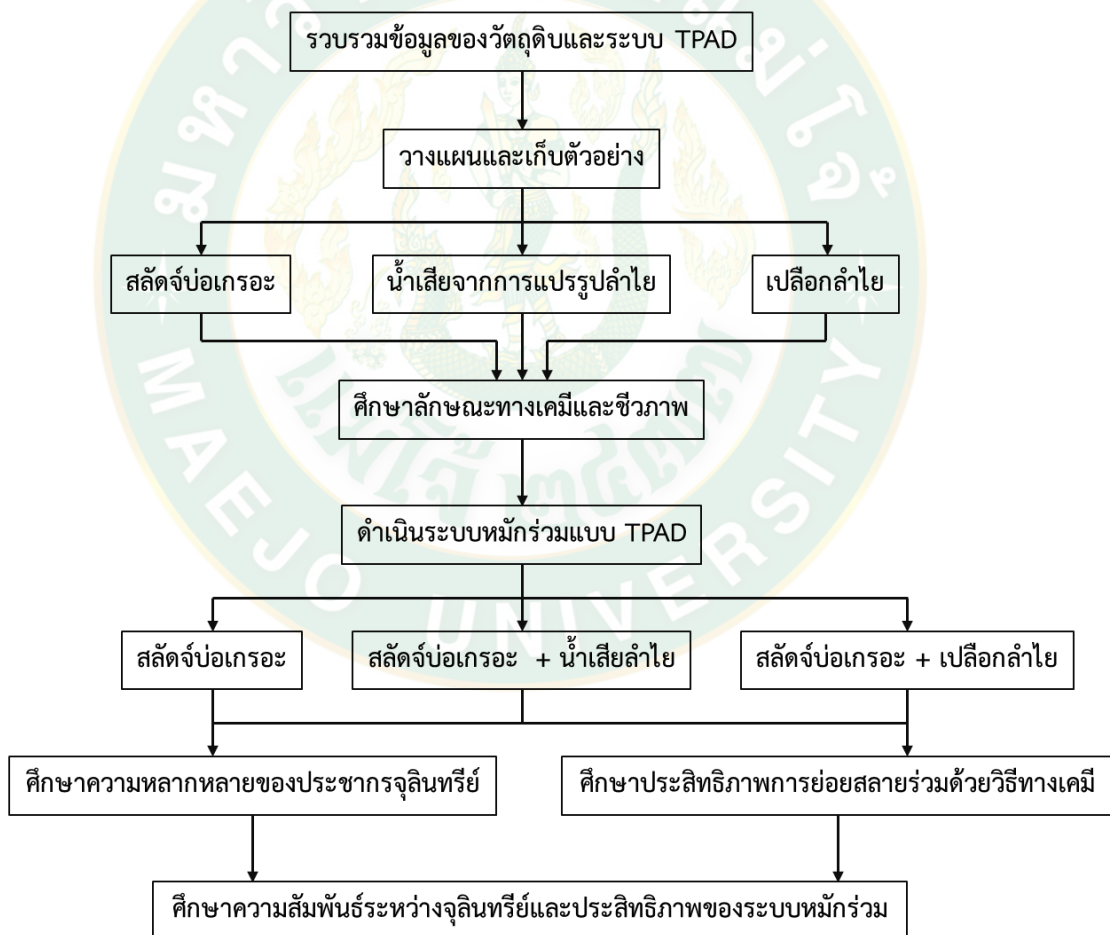 รวบรวมข้อมูลของวัตถุดิบและระบบ TPAD
วางแผนและเก็บตัวอย่าง
สลัดจ์บ่อเกรอะ
น้ำเสียจากการแปรรูปลำไย
เปลือกลำไย
ศึกษาลักษณะทางเคมีและชีวภาพ
ดำเนินระบบหมักร่วมแบบ TPAD
สลัดจ์บ่อเกรอะ
สลัดจ์บ่อเกรอะ + น้ำเสียลำไย
สลัดจ์บ่อเกรอะ + เปลือกลำไย
ศึกษาความหลากหลายของประชากรจุลินทรีย์
ศึกษาประสิทธิภาพการย่อยสลายร่วมด้วยวิธีทางเคมี
ศึกษาความสัมพันธ์ระหว่างจุลินทรีย์และประสิทธิภาพของระบบหมักร่วม
แม่โจ้ ๒๔๗๗
MAEJO UNIVERSITY